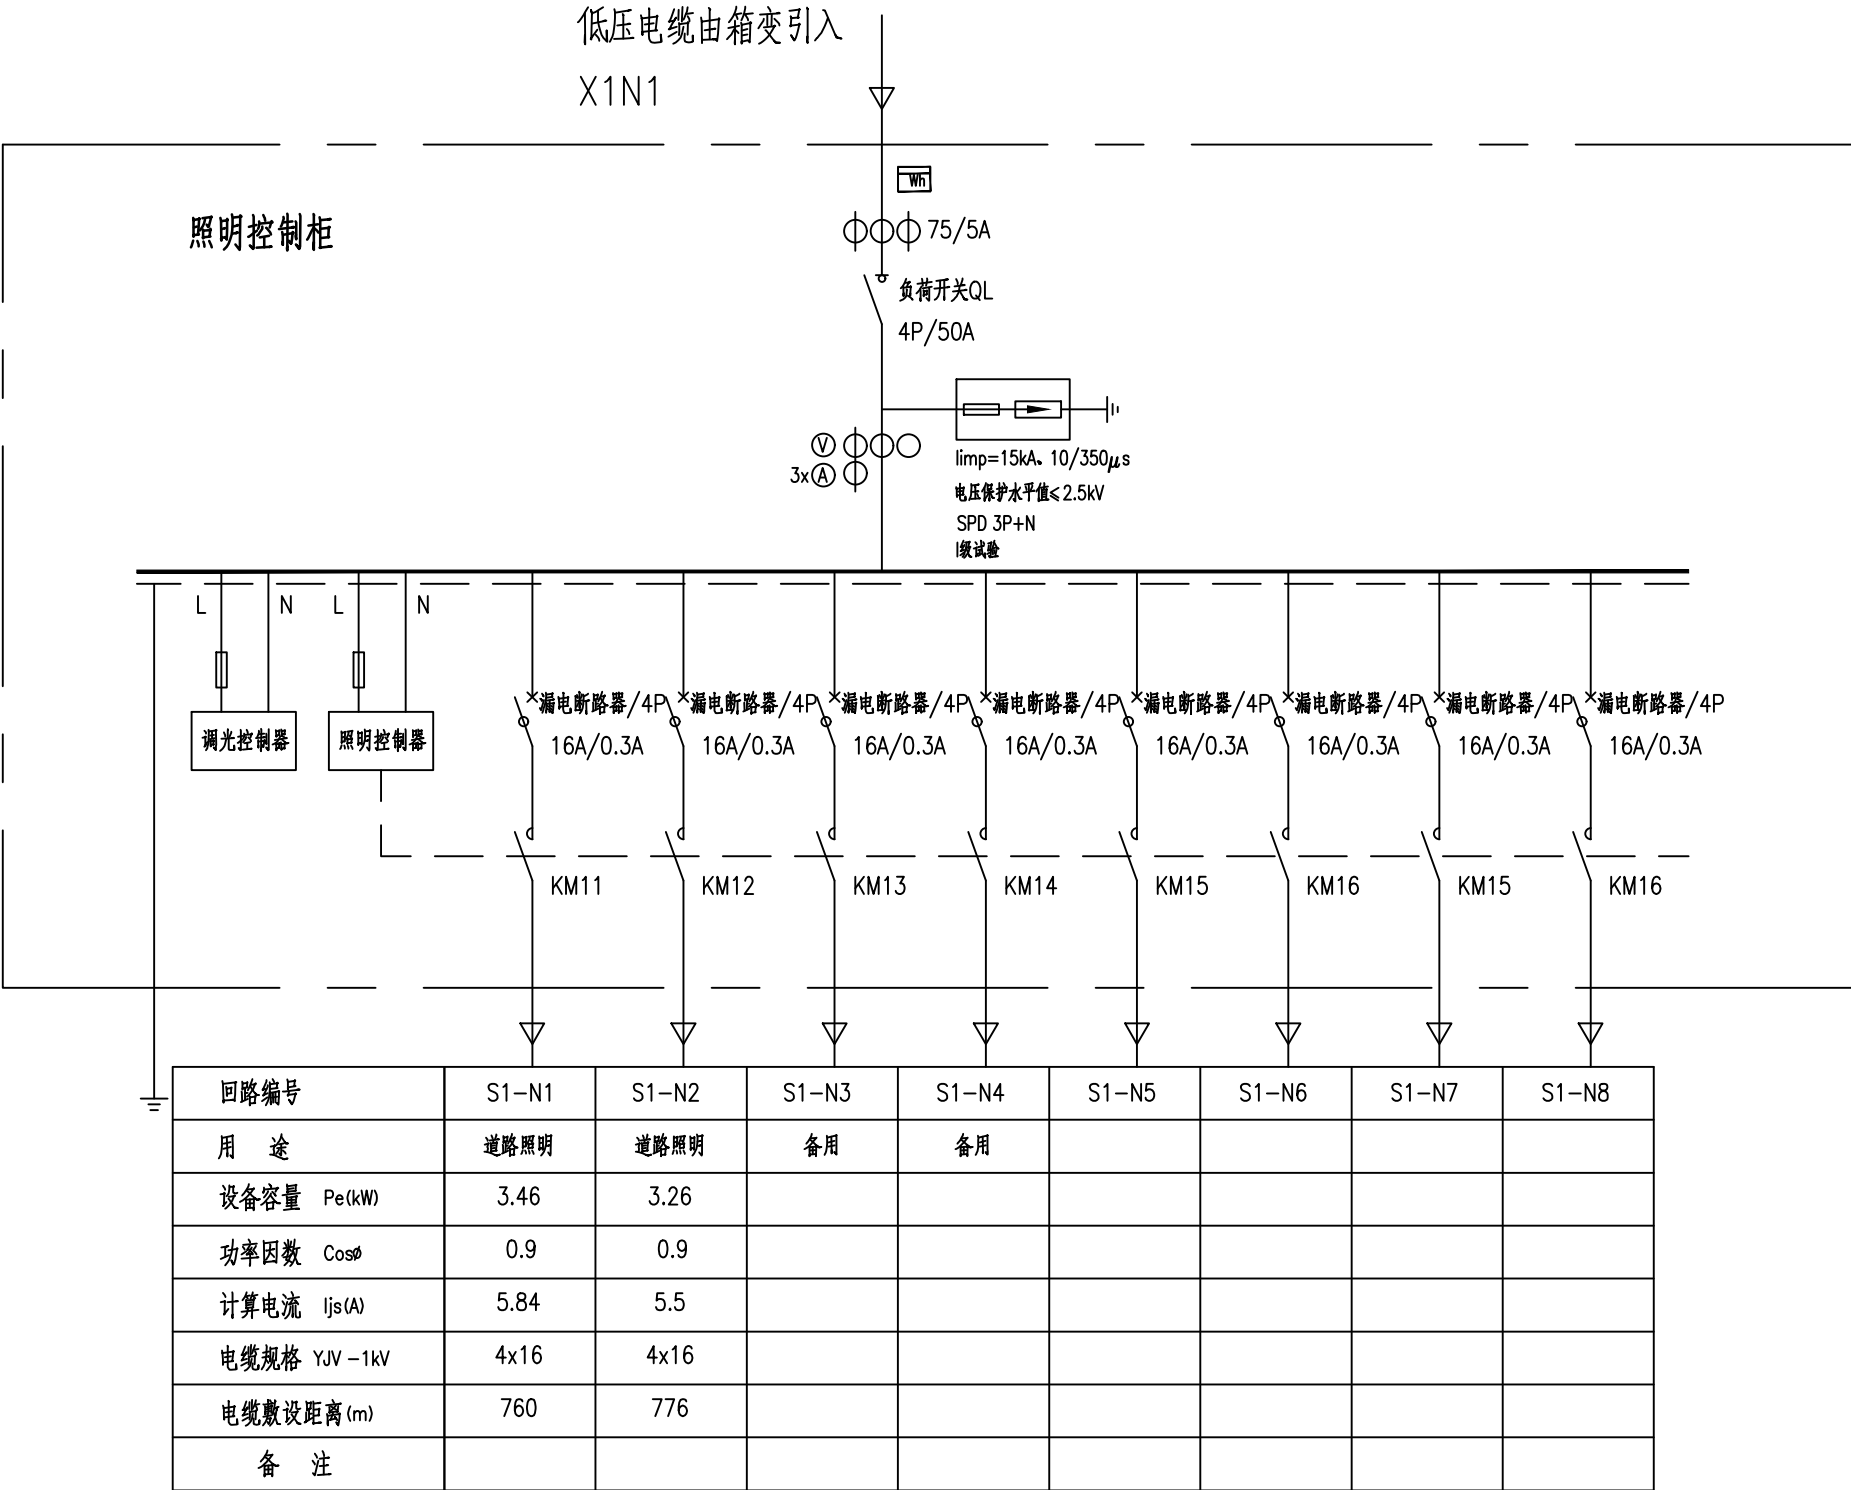 低压电缆由箱变引入
X1N1
Wh
照明控制柜
75/5A
负荷开关QL
4P/50A
V
3x A
Iimp=15kA、10/350μs
电压保护水平值≤2.5kV
SPD 3P+N
I级试验
L N L N
漏电断路器/4P 漏电断路器/4P 漏电断路器/4P 漏电断路器/4P 漏电断路器/4P 漏电断路器/4P 漏电断路器/4P 漏电断路器/4P
调光控制器 照明控制器 16A/0.3A 16A/0.3A 16A/0.3A 16A/0.3A 16A/0.3A 16A/0.3A 16A/0.3A 16A/0.3A
KM11 KM12 KM13 KM14 KM15 KM16 KM15 KM16
回路编号 S1-N1 S1-N2 S1-N3 S1-N4 S1-N5 S1-N6 S1-N7 S1-N8
用 途 道路照明 道路照明 备用 备用
设备容量 Pe(kW) 3.46 3.26
功率因数 Cosø 0.9 0.9
计算电流 Ijs(A) 5.84 5.5
电缆规格 YJV-1kV 4x16 4x16
电缆敷设距离(m) 760 776
备 注